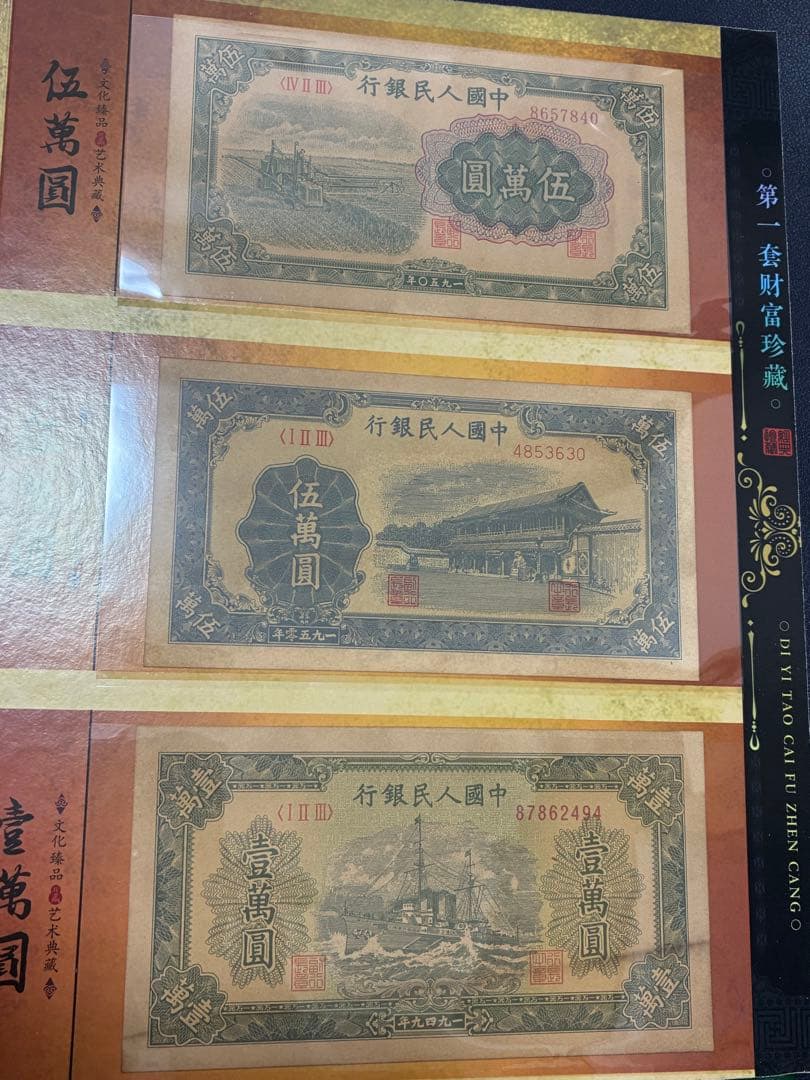 伍萬圓
文化臻品 艺术典藏
伍萬
伍萬
行銀民人國中
〈IV II III〉
8657840
圓萬伍
萬伍
伍萬
年〇五九一
萬伍
伍萬
行銀民人國中
〈I II III〉
4853630
伍萬圓
萬伍
萬伍
年零五九一
壹萬圓
文化臻品 艺术典藏
萬壹
萬壹
行銀民人國中
〈I II III〉
87862494
壹萬圓
壹萬圓
萬壹
萬壹
年九四九一
第一套财富珍藏
DI YI TAO CAI FU ZHEN CANG